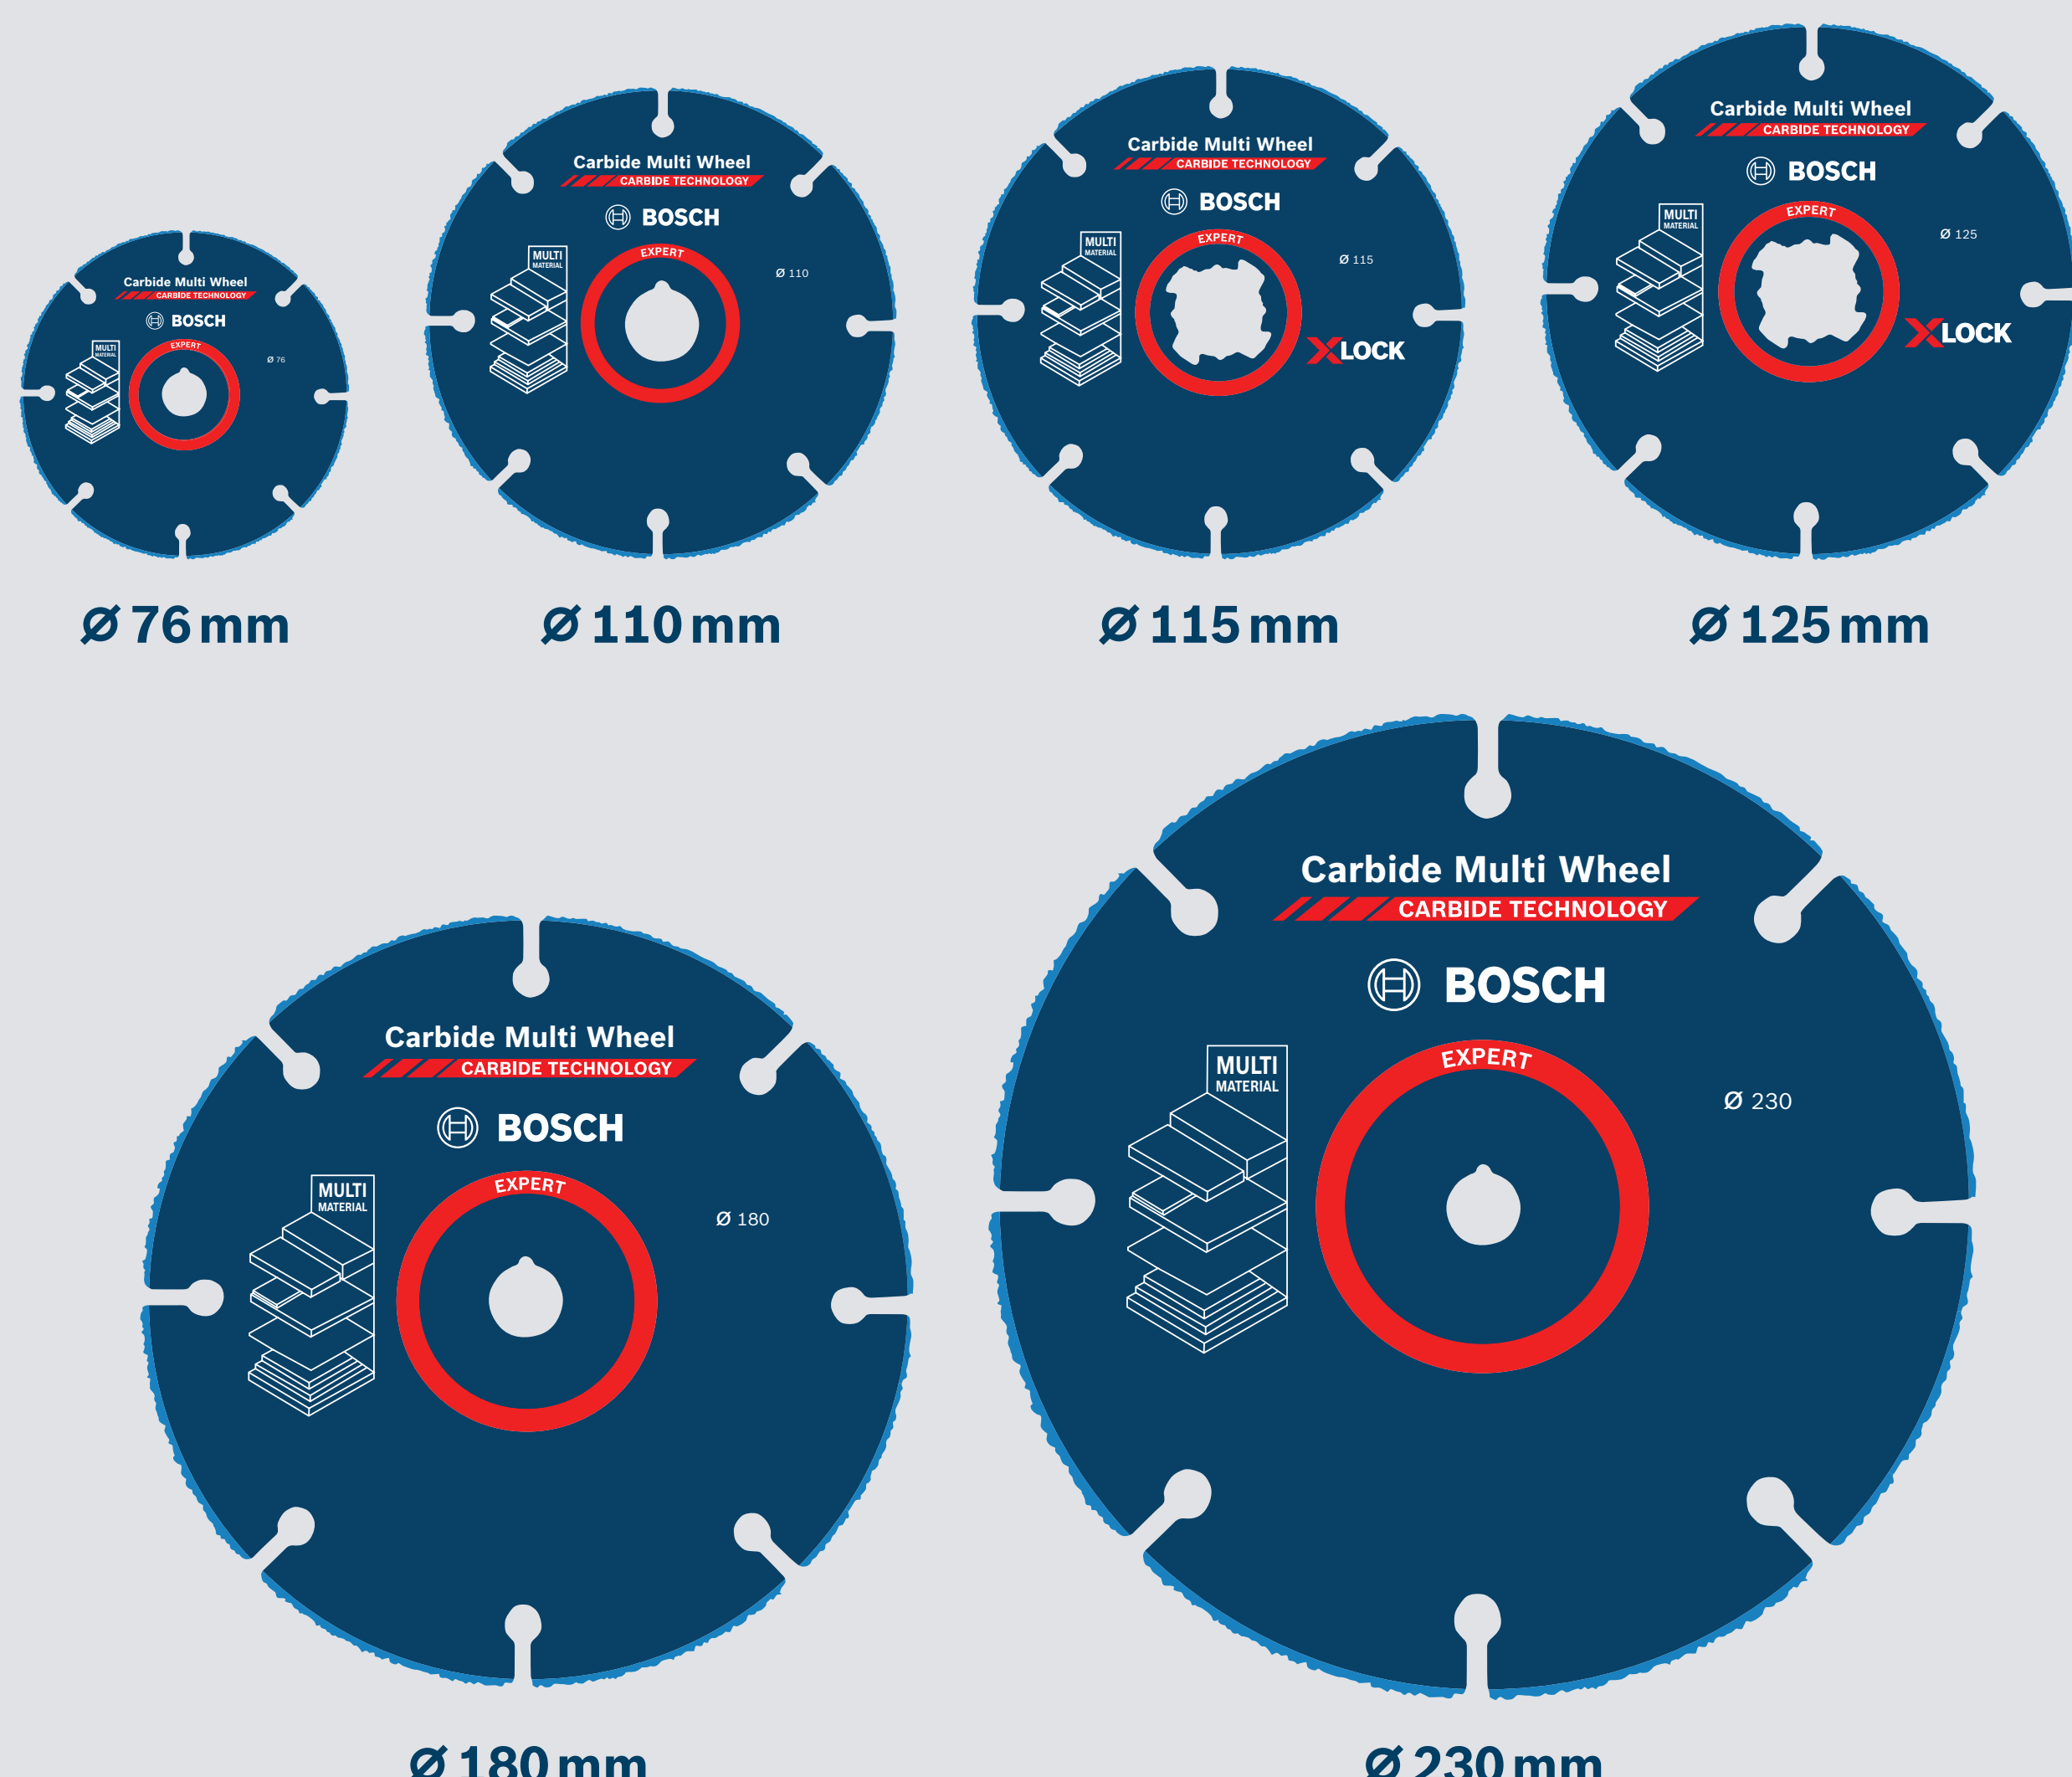 Carbide Multi Wheel
CARBIDE TECHNOLOGY
BOSCH
MULTI
MATERIAL
EXPERT
Ø 76
Ø 76 mm
Carbide Multi Wheel
CARBIDE TECHNOLOGY
BOSCH
MULTI
MATERIAL
EXPERT
Ø 110
Ø 110 mm
Carbide Multi Wheel
CARBIDE TECHNOLOGY
BOSCH
MULTI
MATERIAL
EXPERT
Ø 115
XLOCK
Ø 115 mm
Carbide Multi Wheel
CARBIDE TECHNOLOGY
BOSCH
MULTI
MATERIAL
EXPERT
Ø 125
XLOCK
Ø 125 mm
Carbide Multi Wheel
CARBIDE TECHNOLOGY
BOSCH
MULTI
MATERIAL
EXPERT
Ø 180
Ø 180 mm
Carbide Multi Wheel
CARBIDE TECHNOLOGY
BOSCH
MULTI
MATERIAL
EXPERT
Ø 230
Ø 230 mm